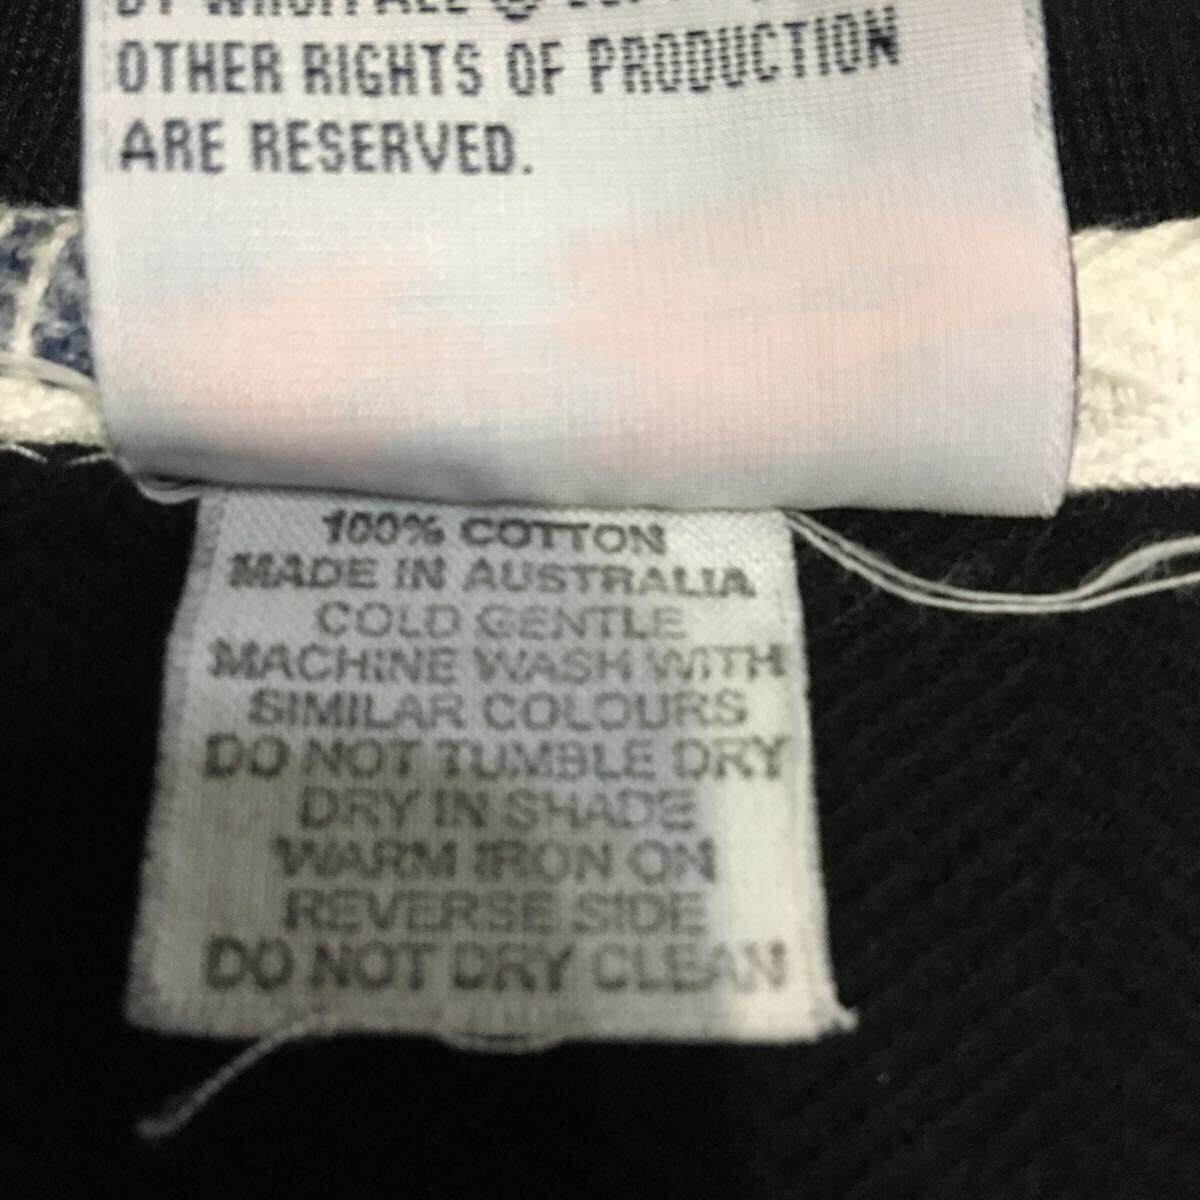 OTHER RIGHTS OF PRODUCTION
ARE RESERVED.
100% COTTON
MADE IN AUSTRALIA
COLD GENTLE
MACHINE WASH WITH
SIMILAR COLOURS
DO NOT TUMBLE DRY
DRY IN SHADE
WARM IRON ON
REVERSE SIDE
DO NOT DRY CLEAN